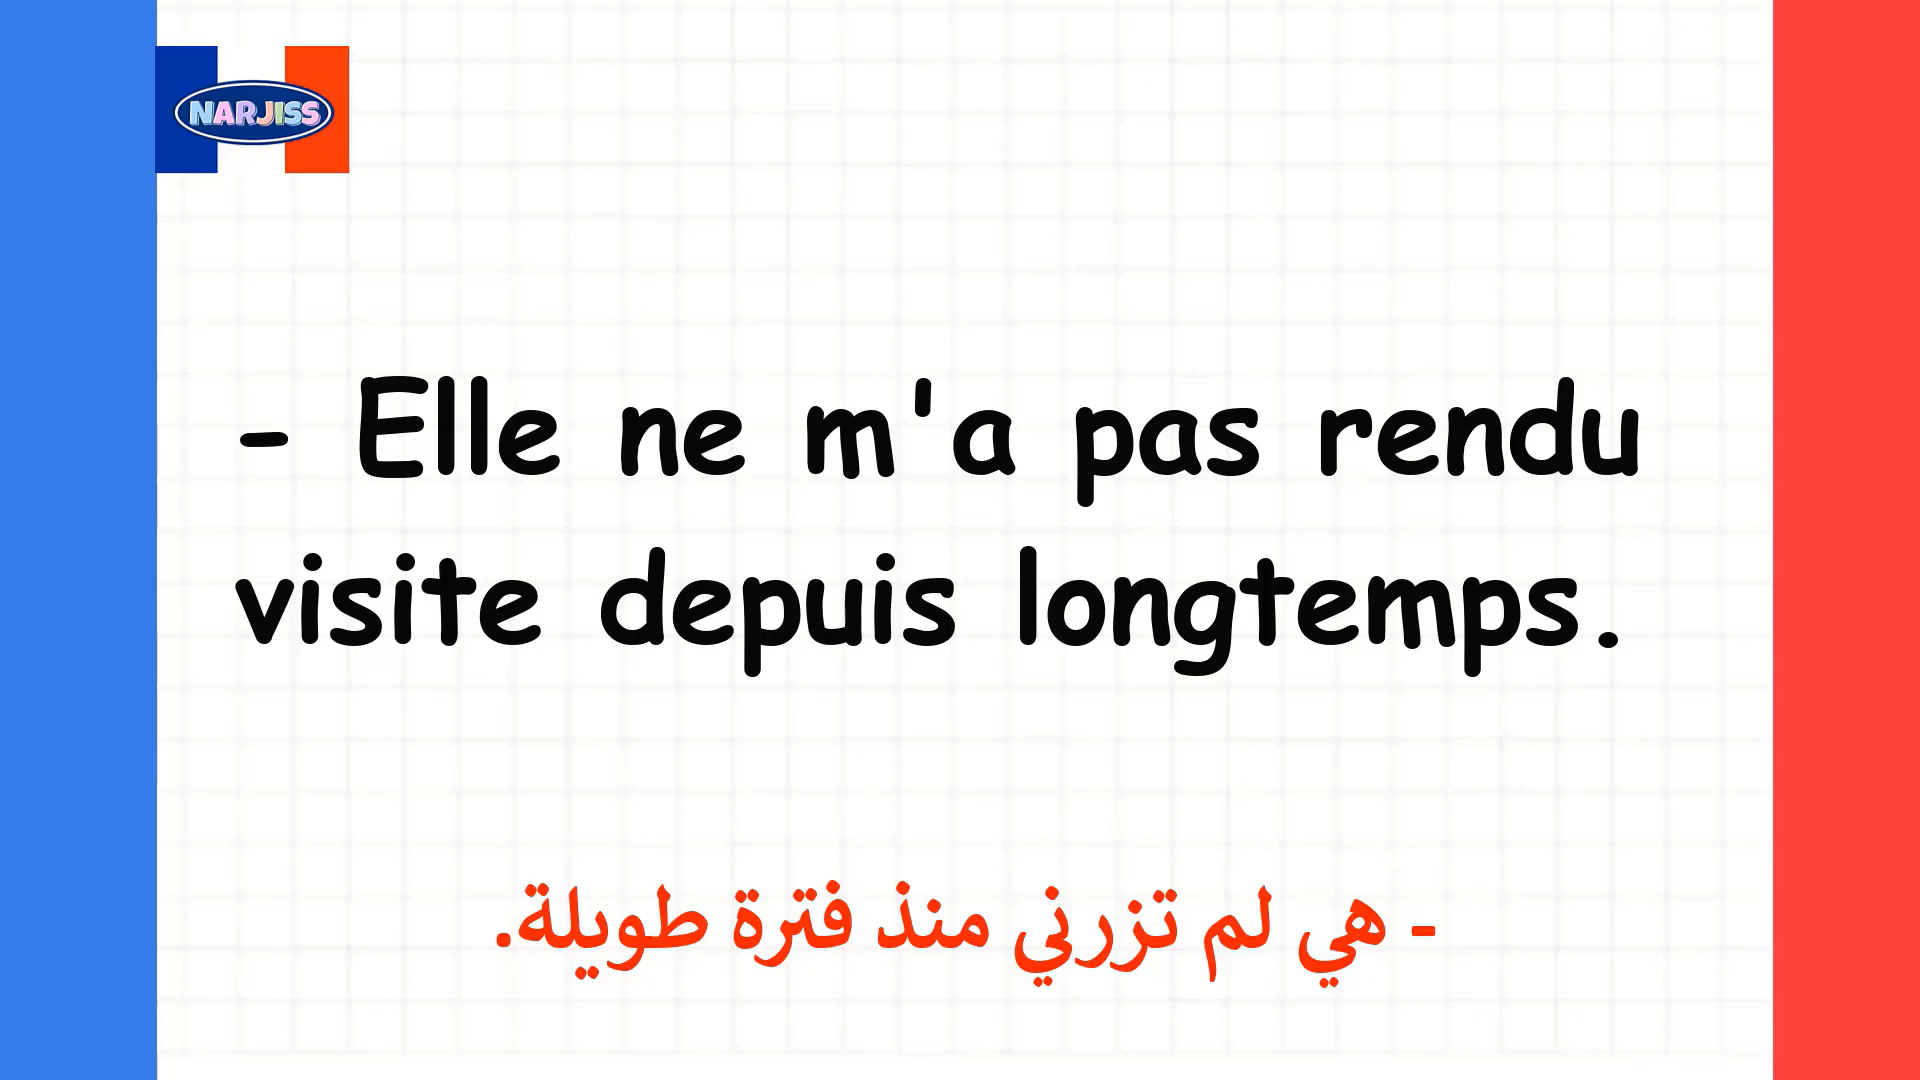 NARJISS
- Elle ne m'a pas rendu
visite depuis longtemps.
- هي لم تزرني منذ فترة طويلة.